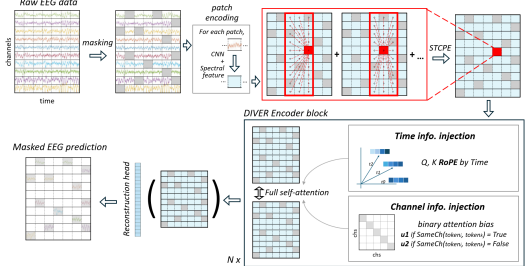 Raw EEG data
channels
time
masking
patch
encoding
For each patch,
CNN
+
Spectral
feature
...
+
+ ...
STCPE
DIVER Encoder block
Time info. injection
Q, K RoPE by Time
Full self-attention
Channel info. injection
chs
chs
binary attention bias
u1 if SameCh(token, token) = True
u2 if SameCh(token, token) = False
N x
Reconstruction head
Masked EEG prediction